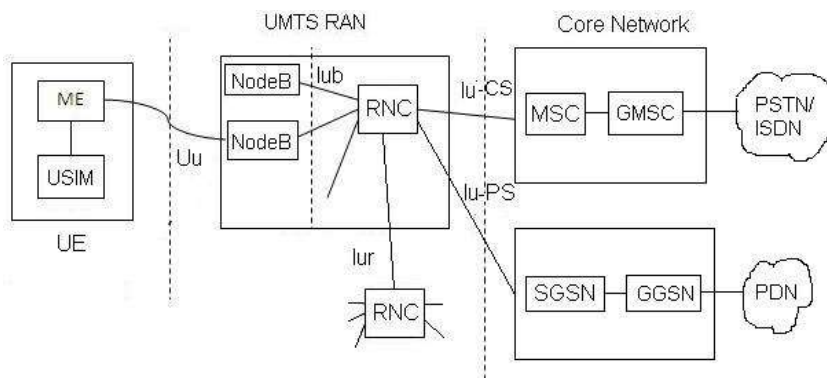 UMTS RAN
Core Network
ME
USIM
UE
Uu
NodeB
NodeB
Iub
RNC
Iur
RNC
Iu-CS
Iu-PS
MSC
GMSC
PSTN/
ISDN
SGSN
GGSN
PDN